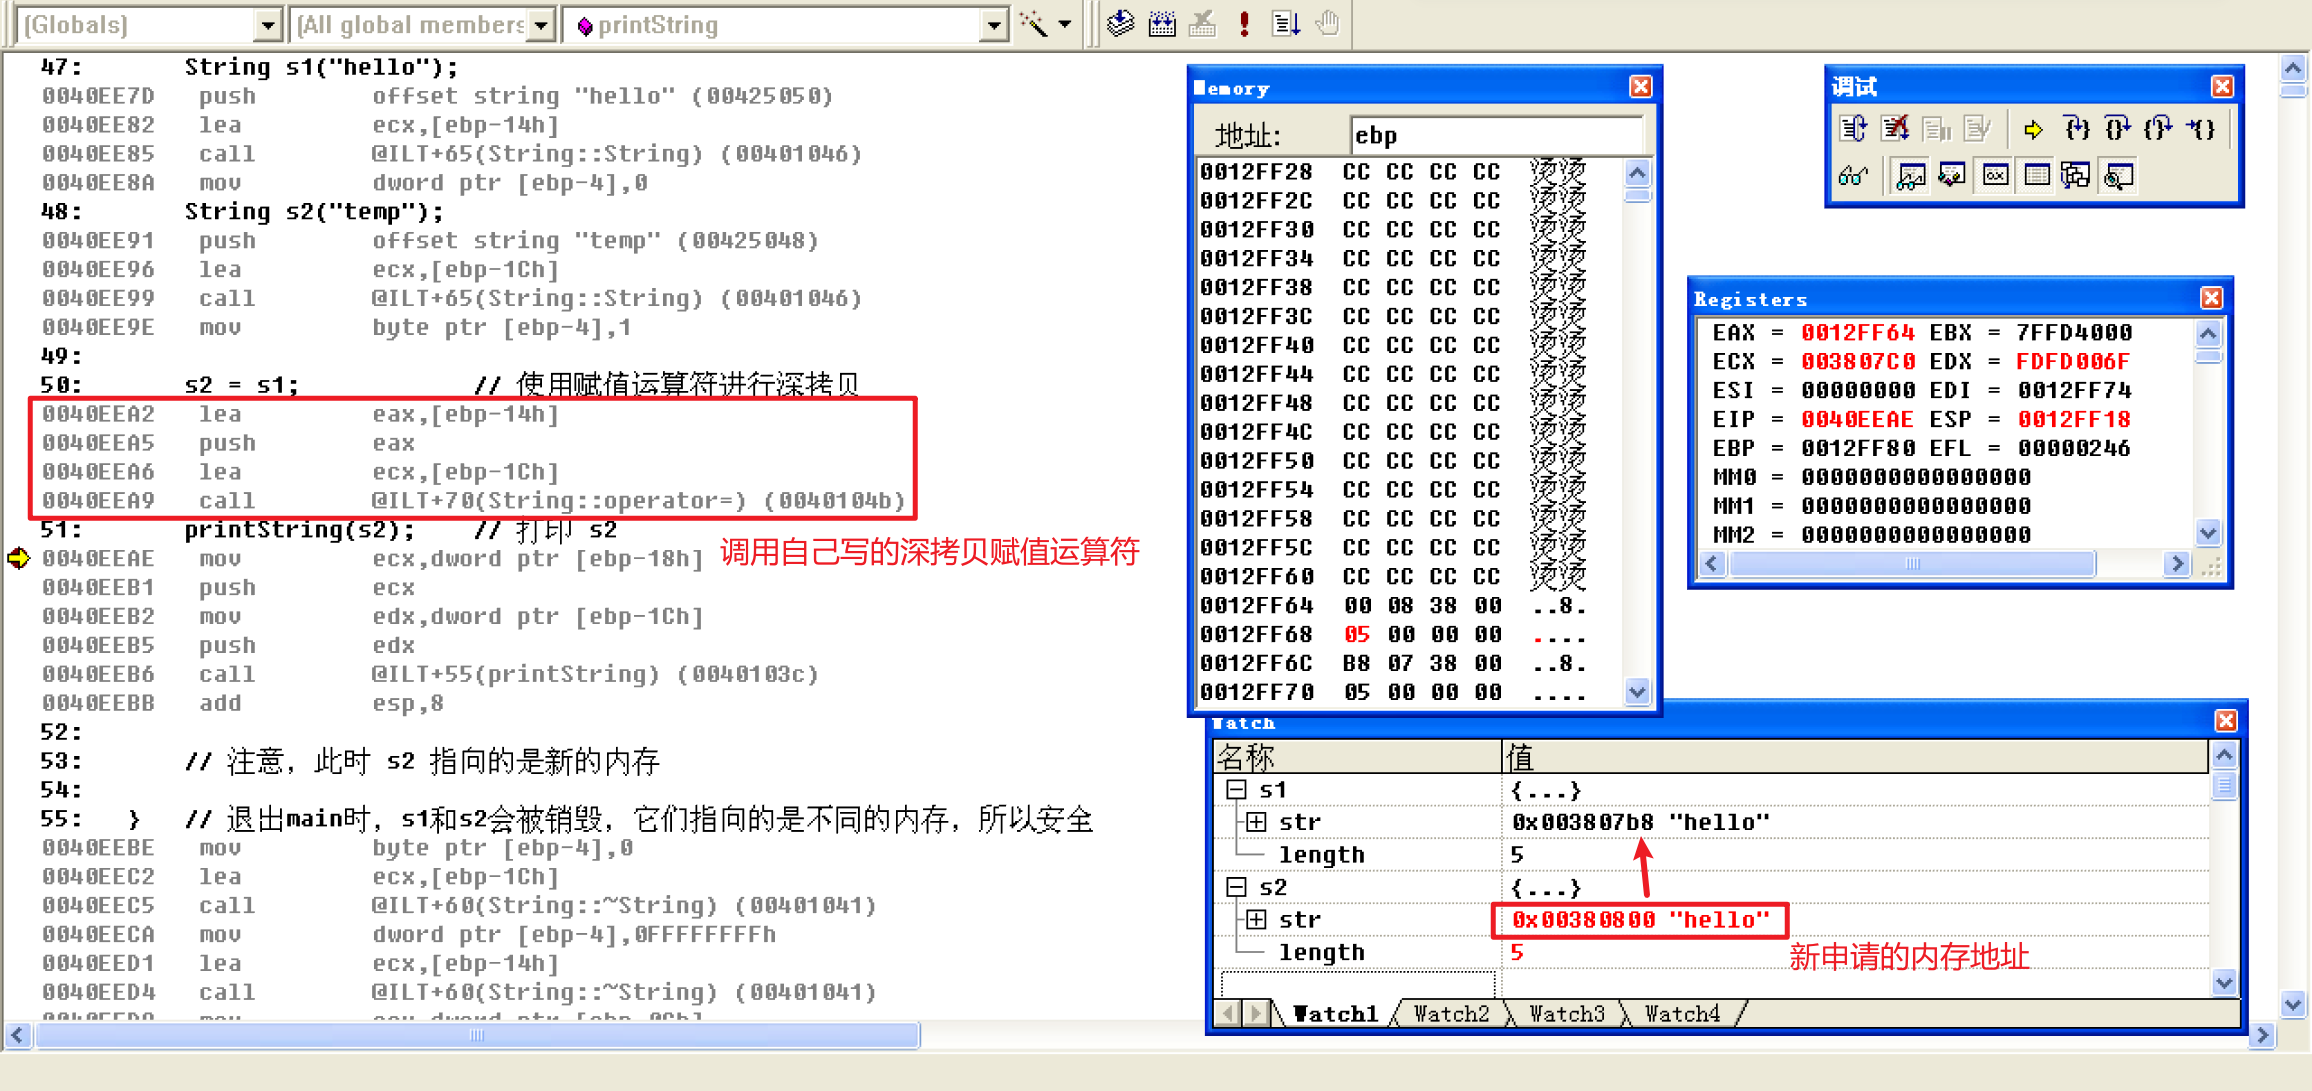 (Globals) (All global members printString
47: String s1("hello");
0040EE7D push offset string "hello" (00425050)
0040EE82 lea ecx,[ebp-14h]
0040EE85 call @ILT+65(String::String) (00401046)
0040EE8A mov dword ptr [ebp-4],0
48: String s2("temp");
0040EE91 push offset string "temp" (00425048)
0040EE96 lea ecx,[ebp-1Ch]
0040EE99 call @ILT+65(String::String) (00401046)
0040EE9E mov byte ptr [ebp-4],1
49:
50: s2 = s1; // 使用赋值运算符进行深拷贝
0040EEA2 lea eax,[ebp-14h]
0040EEA5 push eax
0040EEA6 lea ecx,[ebp-1Ch]
0040EEA9 call @ILT+70(String::operator=) (0040104b)
51: printString(s2); // 打印 s2
调用自己写的深拷贝赋值运算符
0040EEAE mov ecx,dword ptr [ebp-18h]
0040EEB1 push ecx
0040EEB2 mov edx,dword ptr [ebp-1Ch]
0040EEB5 push edx
0040EEB6 call @ILT+55(printString) (0040103c)
0040EEBB add esp,8
52:
53: // 注意，此时 s2 指向的是新的内存
54:
55: } // 退出main时，s1和s2会被销毁，它们指向的是不同的内存，所以安全
0040EEBE mov byte ptr [ebp-4],0
0040EEC2 lea ecx,[ebp-1Ch]
0040EEC5 call @ILT+60(String::~String) (00401041)
0040EECA mov dword ptr [ebp-4],0FFFFFFFFh
0040EED1 lea ecx,[ebp-14h]
0040EED4 call @ILT+60(String::~String) (00401041)
Memory
地址: ebp
0012FF28 CC CC CC CC 烫烫
0012FF2C CC CC CC CC 烫烫
0012FF30 CC CC CC CC 烫烫
0012FF34 CC CC CC CC 烫烫
0012FF38 CC CC CC CC 烫烫
0012FF3C CC CC CC CC 烫烫
0012FF40 CC CC CC CC 烫烫
0012FF44 CC CC CC CC 烫烫
0012FF48 CC CC CC CC 烫烫
0012FF4C CC CC CC CC 烫烫
0012FF50 CC CC CC CC 烫烫
0012FF54 CC CC CC CC 烫烫
0012FF58 CC CC CC CC 烫烫
0012FF5C CC CC CC CC 烫烫
0012FF60 CC CC CC CC 烫烫
0012FF64 00 08 38 00 ..8.
0012FF68 05 00 00 00 ....
0012FF6C B8 07 38 00 ..8.
0012FF70 05 00 00 00 ....
调试
Registers
EAX = 0012FF64 EBX = 7FFD4000
ECX = 003807C0 EDX = FDFD006F
ESI = 00000000 EDI = 0012FF74
EIP = 0040EEAE ESP = 0012FF18
EBP = 0012FF80 EFL = 00000246
MM0 = 0000000000000000
MM1 = 0000000000000000
MM2 = 0000000000000000
Watch
名称 值
s1 {...}
str 0x003807b8 "hello"
length 5
s2 {...}
str 0x00380800 "hello"
length 5
新申请的内存地址
Watch1 Watch2 Watch3 Watch4